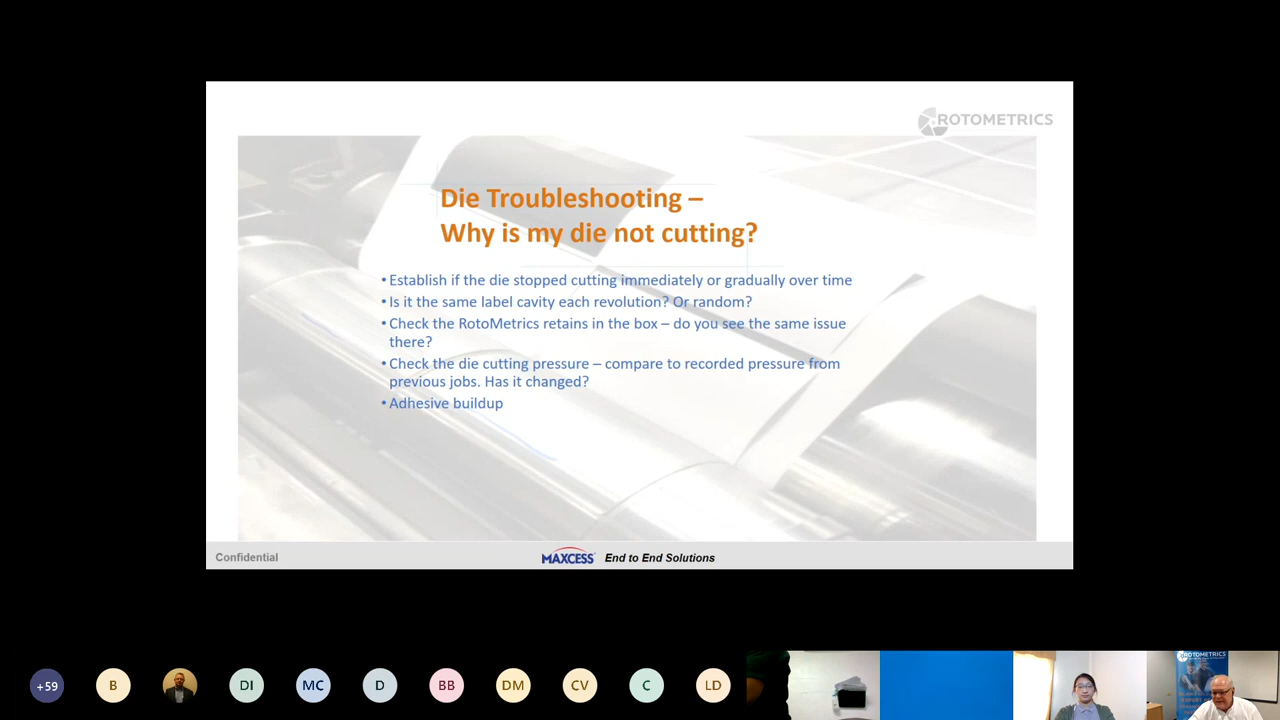 ROTOMETRICS
Die Troubleshooting –
Why is my die not cutting?
• Establish if the die stopped cutting immediately or gradually over time
• Is it the same label cavity each revolution? Or random?
• Check the RotoMetrics retains in the box – do you see the same issue
there?
• Check the die cutting pressure – compare to recorded pressure from
previous jobs. Has it changed?
• Adhesive buildup
Confidential
MAXCESS End to End Solutions
+59 B DI MC D BB DM CV C LD
ROTOMETRICS